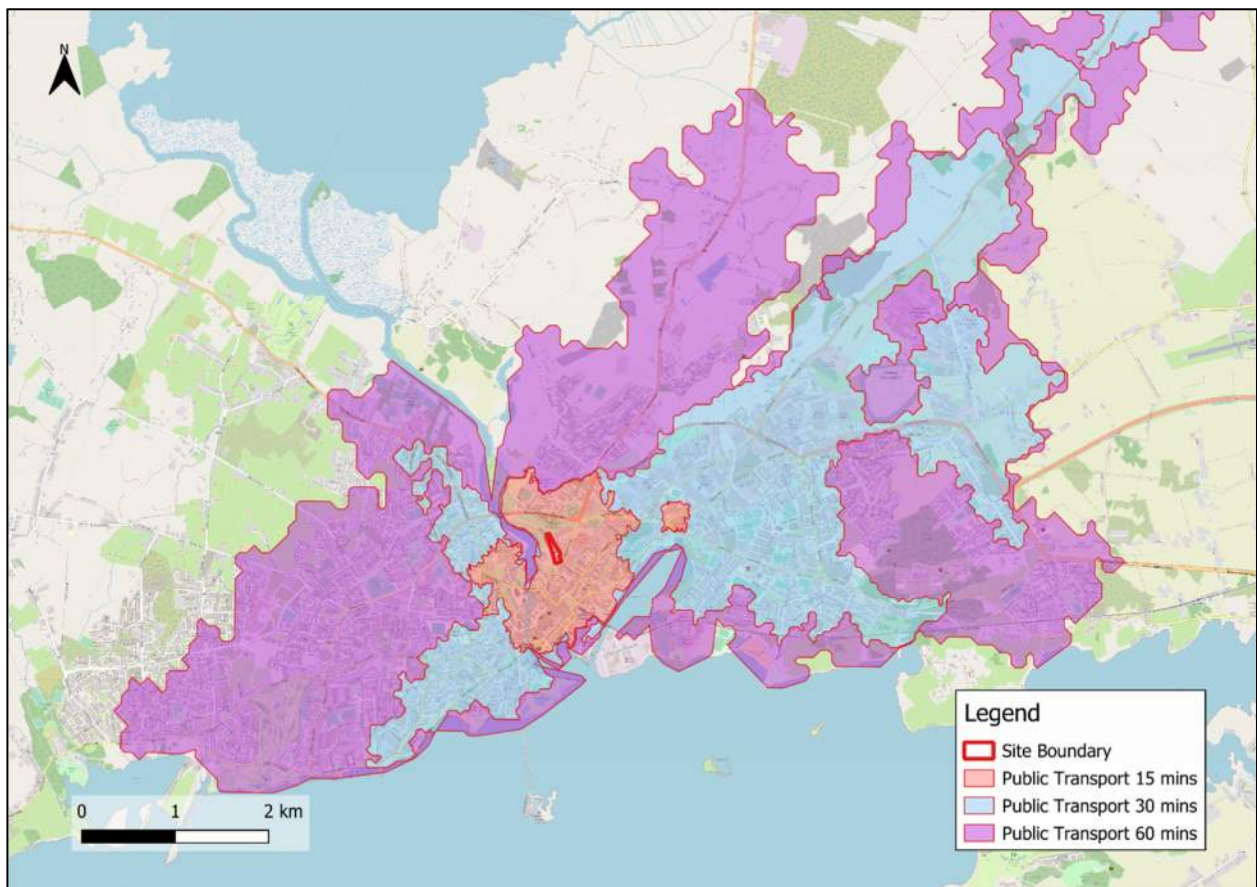 N
Legend
Site Boundary
Public Transport 15 mins
Public Transport 30 mins
Public Transport 60 mins
0 1 2 km